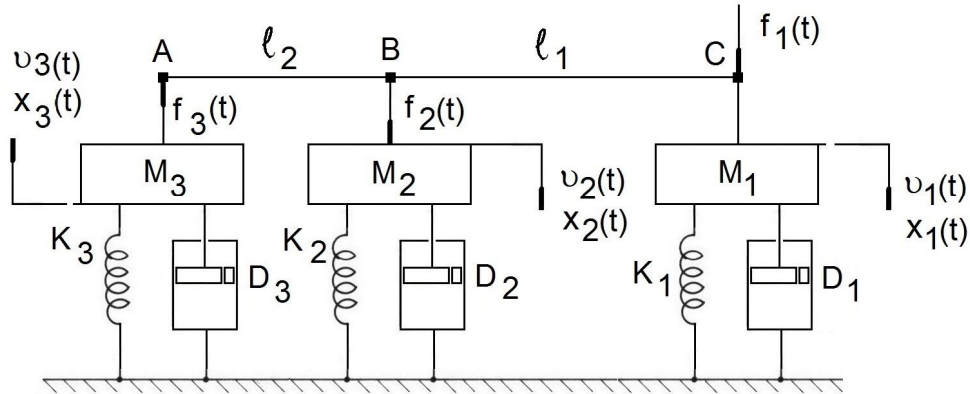 f₁(t)
A ℓ₂ B ℓ₁ C
υ3(t)
x₃(t)
f₃(t) f₂(t)
M₃ M₂ M₁
υ₂(t) υ₁(t)
x₂(t) x₁(t)
K₃ D₃ K₂ D₂ K₁ D₁